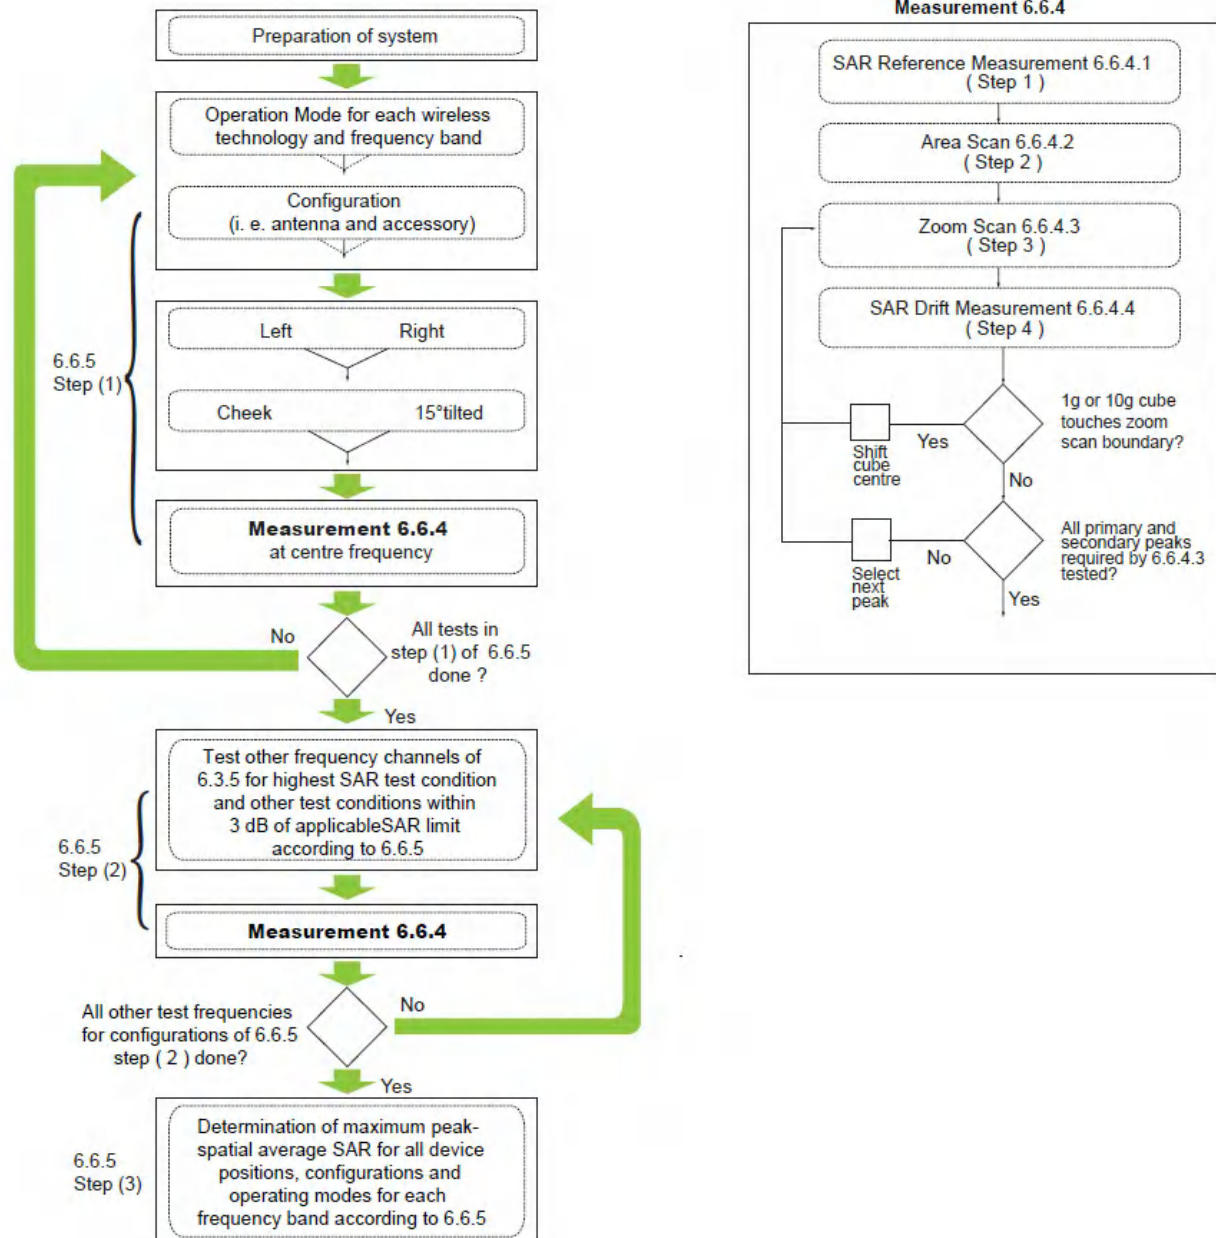 Preparation of system
Operation Mode for each wireless
technology and frequency band
Configuration
(i. e. antenna and accessory)
6.6.5
Step (1)
Left Right
Cheek 15°tilted
Measurement 6.6.4
at centre frequency
No
All tests in
step (1) of 6.6.5
done ?
Yes
Test other frequency channels of
6.3.5 for highest SAR test condition
and other test conditions within
3 dB of applicableSAR limit
according to 6.6.5
6.6.5
Step (2)
Measurement 6.6.4
All other test frequencies
for configurations of 6.6.5
step ( 2 ) done?
No
Yes
6.6.5
Step (3)
Determination of maximum peak-
spatial average SAR for all device
positions, configurations and
operating modes for each
frequency band according to 6.6.5
Measurement 6.6.4
SAR Reference Measurement 6.6.4.1
( Step 1 )
Area Scan 6.6.4.2
( Step 2 )
Zoom Scan 6.6.4.3
( Step 3 )
SAR Drift Measurement 6.6.4.4
( Step 4 )
1g or 10g cube
touches zoom
scan boundary?
Yes
Shift
cube
centre
No
All primary and
secondary peaks
required by 6.6.4.3
tested?
No
Select
next
peak
Yes